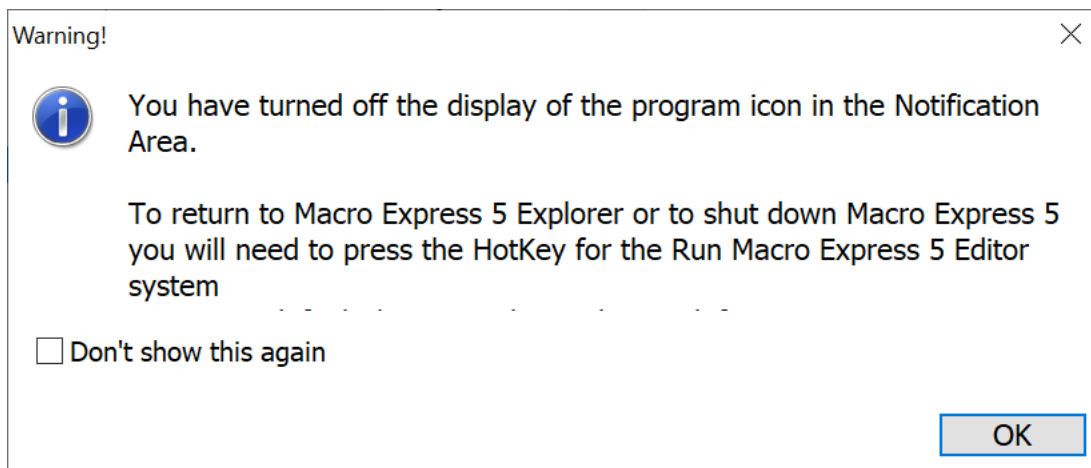 Warning!
You have turned off the display of the program icon in the Notification
Area.
To return to Macro Express 5 Explorer or to shut down Macro Express 5
you will need to press the HotKey for the Run Macro Express 5 Editor
system
Don't show this again
OK